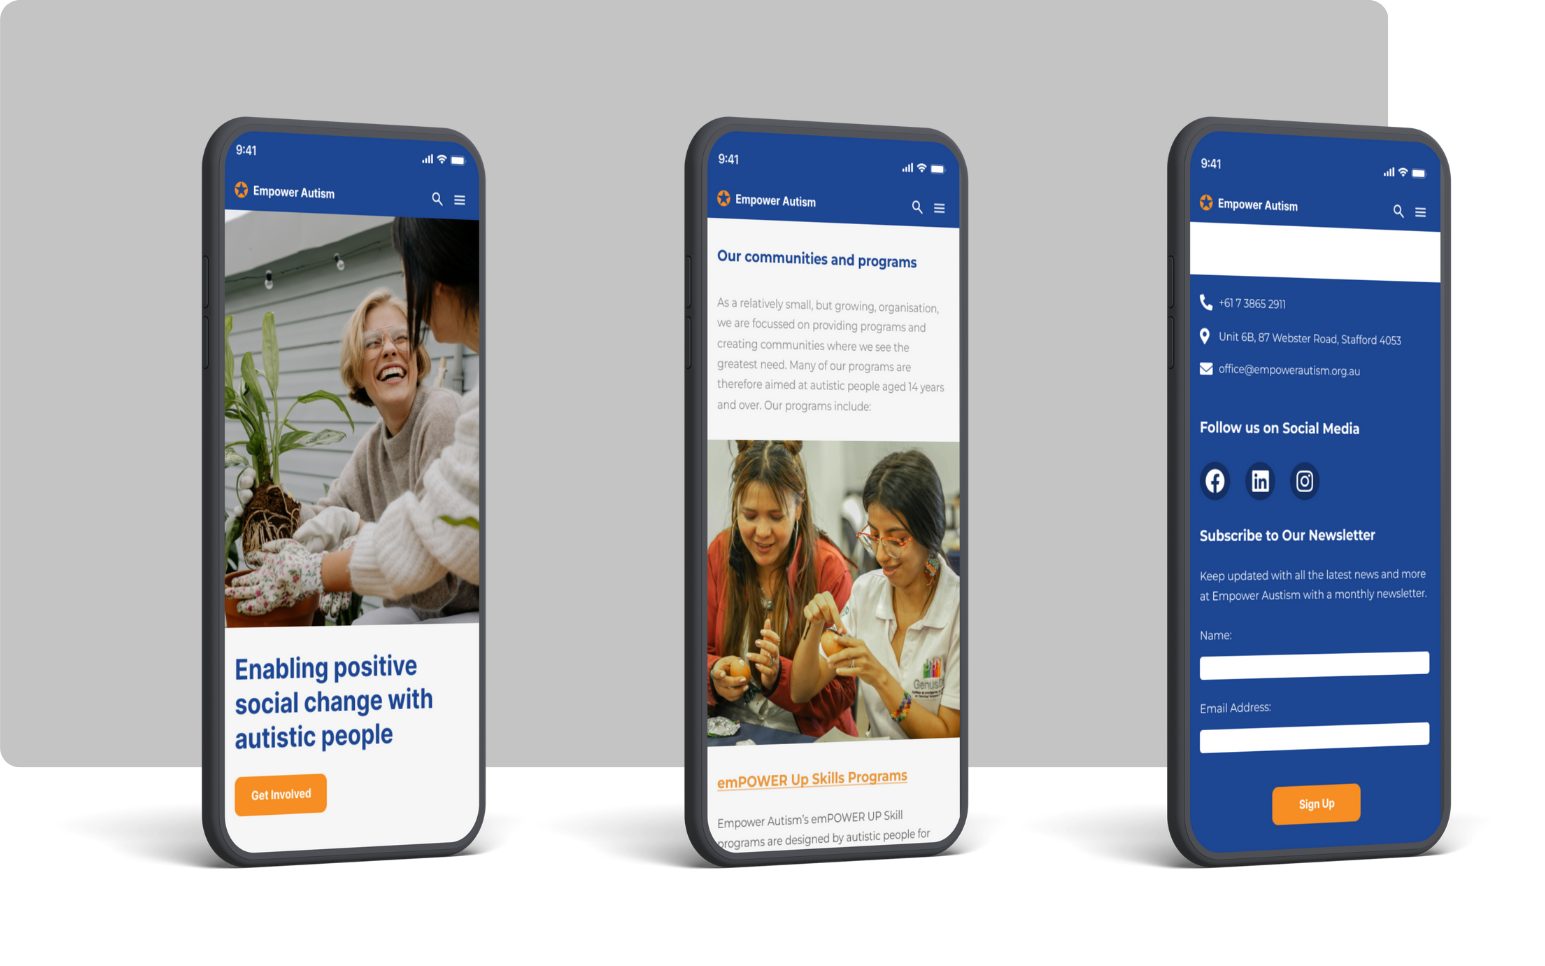 9:41
Empower Autism
Enabling positive
social change with
autistic people
Get Involved
9:41
Empower Autism
Our communities and programs
As a relatively small, but growing, organisation,
we are focussed on providing programs and
creating communities where we see the
greatest need. Many of our programs are
therefore aimed at autistic people aged 14 years
and over. Our programs include:
emPOWER Up Skills Programs
Empower Autism's emPOWER UP Skill
programs are designed by autistic people for
9:41
Empower Autism
+61 7 3865 2911
Unit 6B, 87 Webster Road, Stafford 4053
office@empowerautism.org.au
Follow us on Social Media
Subscribe to Our Newsletter
Keep updated with all the latest news and more
at Empower Austism with a monthly newsletter.
Name:
Email Address:
Sign Up